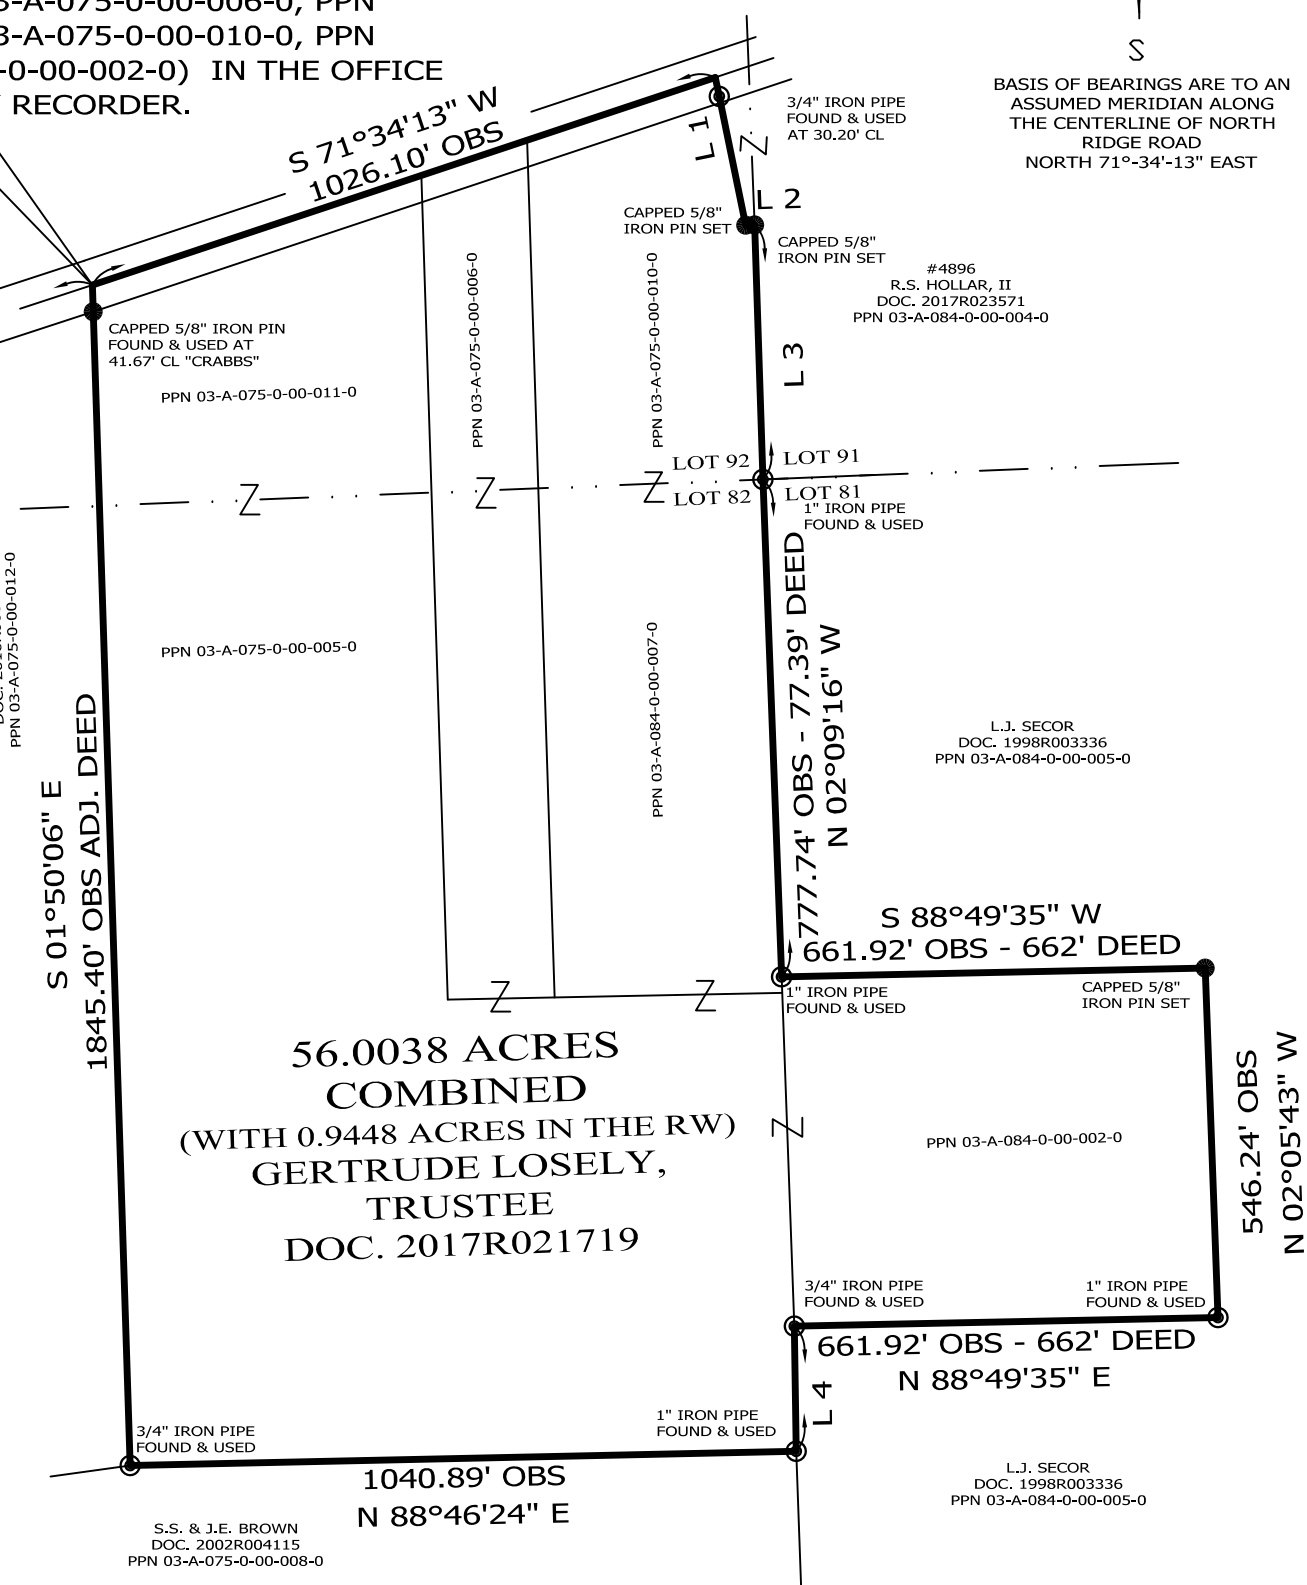 3-A-075-0-00-006-0, PPN
3-A-075-0-00-010-0, PPN
-0-00-002-0) IN THE OFFICE
RECORDER.
S
BASIS OF BEARINGS ARE TO AN
ASSUMED MERIDIAN ALONG
THE CENTERLINE OF NORTH
RIDGE ROAD
NORTH 71°-34'-13" EAST
S 71°34'13" W
1026.10' OBS
3/4" IRON PIPE
FOUND & USED
AT 30.20' CL
L 1
L 2
CAPPED 5/8"
IRON PIN SET
CAPPED 5/8"
IRON PIN SET
#4896
R.S. HOLLAR, II
DOC. 2017R023571
PPN 03-A-084-0-00-004-0
CAPPED 5/8" IRON PIN
FOUND & USED AT
41.67' CL "CRABBS"
PPN 03-A-075-0-00-011-0
PPN 03-A-075-0-00-006-0
PPN 03-A-075-0-00-010-0
L 3
LOT 92
LOT 91
LOT 82
LOT 81
1" IRON PIPE
FOUND & USED
PPN 03-A-075-0-00-012-0
PPN 03-A-075-0-00-005-0
PPN 03-A-084-0-00-007-0
777.74' OBS - 77.39' DEED
N 02°09'16" W
L.J. SECOR
DOC. 1998R003336
PPN 03-A-084-0-00-005-0
S 01°50'06" E
1845.40' OBS ADJ. DEED
S 88°49'35" W
661.92' OBS - 662' DEED
1" IRON PIPE
FOUND & USED
CAPPED 5/8"
IRON PIN SET
56.0038 ACRES
COMBINED
(WITH 0.9448 ACRES IN THE RW)
GERTRUDE LOSELY,
TRUSTEE
DOC. 2017R021719
PPN 03-A-084-0-00-002-0
546.24' OBS
N 02°05'43" W
3/4" IRON PIPE
FOUND & USED
1" IRON PIPE
FOUND & USED
661.92' OBS - 662' DEED
N 88°49'35" E
L 4
3/4" IRON PIPE
FOUND & USED
1" IRON PIPE
FOUND & USED
1040.89' OBS
N 88°46'24" E
L.J. SECOR
DOC. 1998R003336
PPN 03-A-084-0-00-005-0
S.S. & J.E. BROWN
DOC. 2002R004115
PPN 03-A-075-0-00-008-0